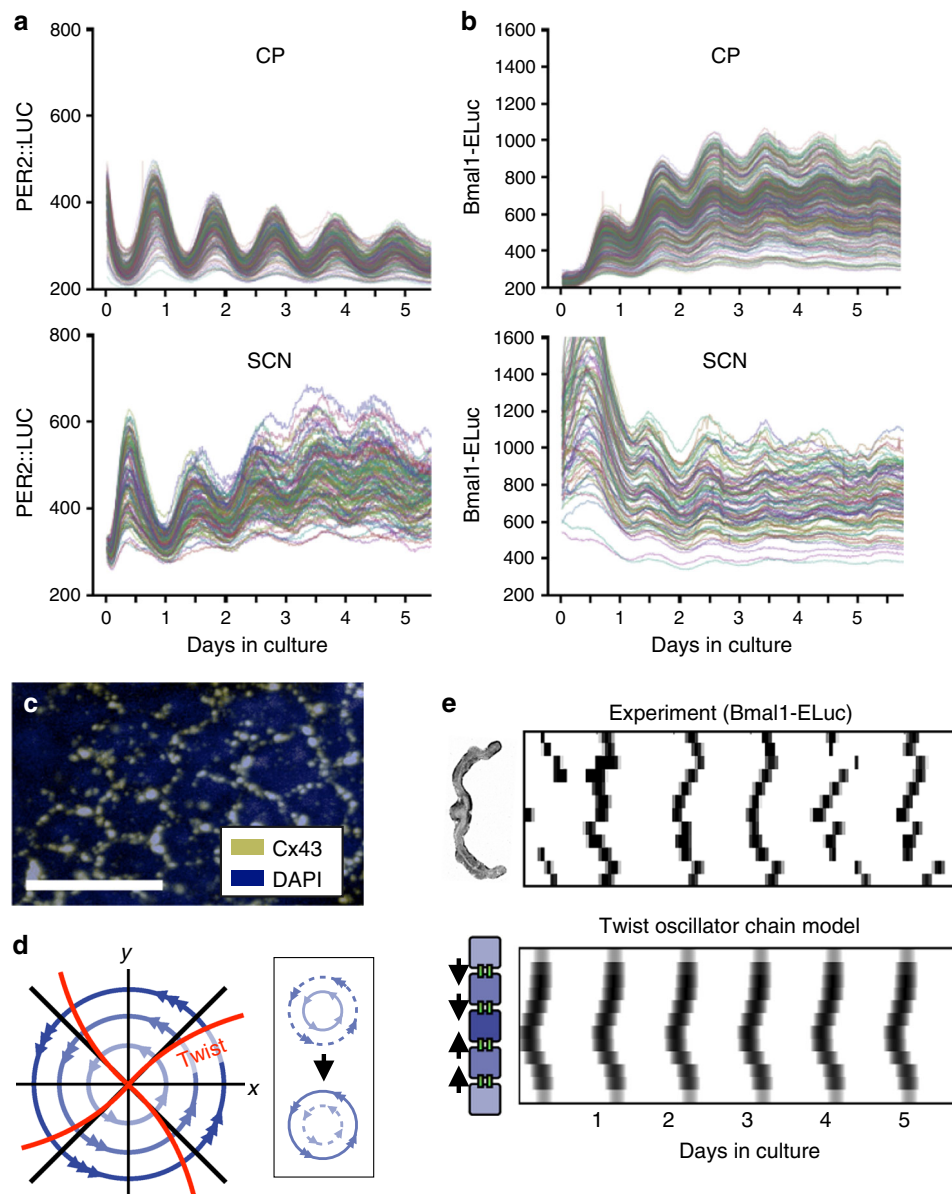 a
800
600
400
200
PER2::LUC
CP
0 1 2 3 4 5
800
600
400
200
PER2::LUC
SCN
0 1 2 3 4 5
Days in culture
b
1600
1400
1200
1000
800
600
400
200
Bmal1-ELuc
CP
0 1 2 3 4 5
1600
1400
1200
1000
800
600
400
200
Bmal1-ELuc
SCN
0 1 2 3 4 5
Days in culture
c
Cx43
DAPI
d
y
x
Twist
e
Experiment (Bmal1-ELuc)
Twist oscillator chain model
1 2 3 4 5
Days in culture